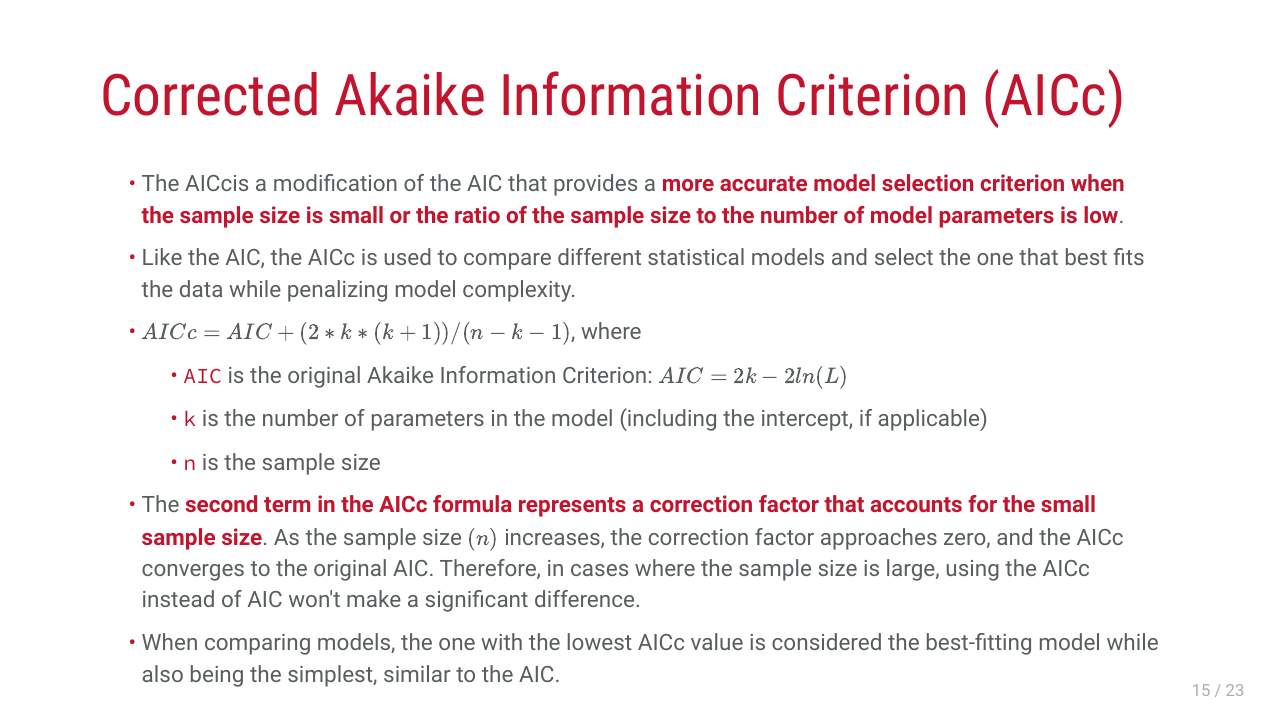 Corrected Akaike Information Criterion (AICc)
• The AICcis a modification of the AIC that provides a more accurate model selection criterion when
the sample size is small or the ratio of the sample size to the number of model parameters is low.
• Like the AIC, the AICc is used to compare different statistical models and select the one that best fits
the data while penalizing model complexity.
• AICc = AIC + (2 ∗ k ∗ (k + 1))/(n − k − 1), where
• AIC is the original Akaike Information Criterion: AIC = 2k − 2ln(L)
• k is the number of parameters in the model (including the intercept, if applicable)
• n is the sample size
• The second term in the AICc formula represents a correction factor that accounts for the small
sample size. As the sample size (n) increases, the correction factor approaches zero, and the AICc
converges to the original AIC. Therefore, in cases where the sample size is large, using the AICc
instead of AIC won't make a significant difference.
• When comparing models, the one with the lowest AICc value is considered the best-fitting model while
also being the simplest, similar to the AIC.
15 / 23